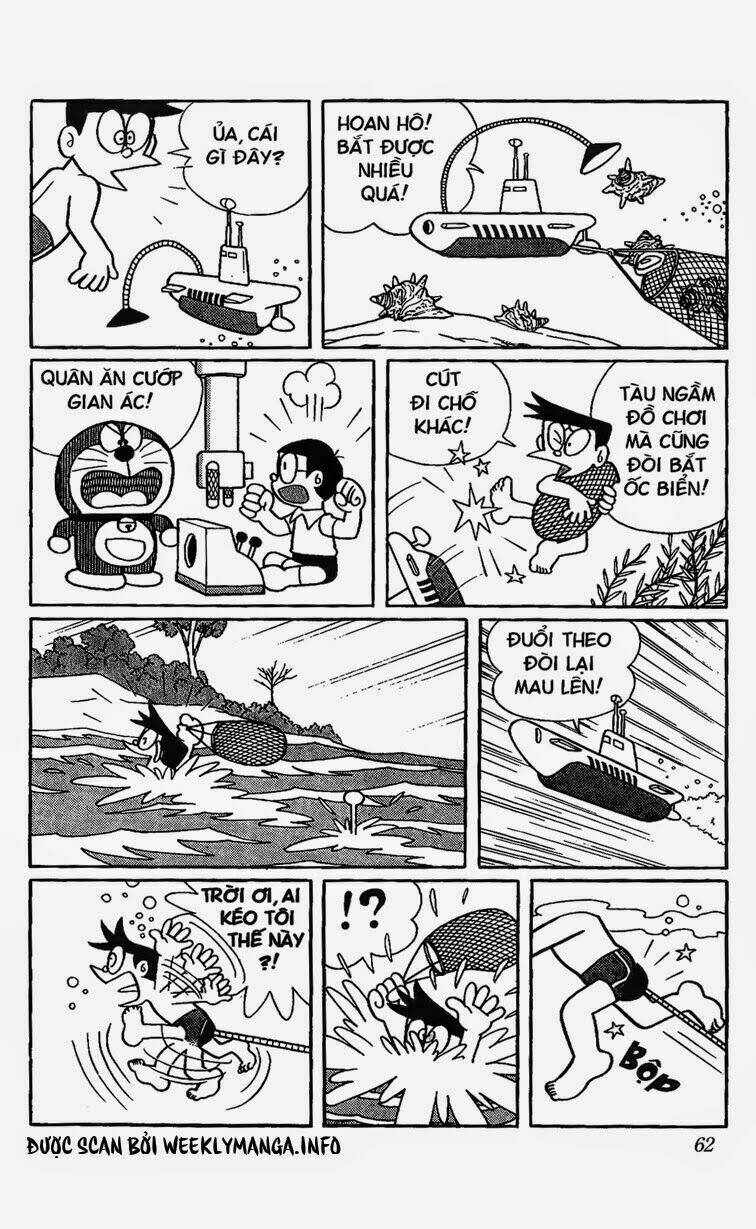 ỦA, CÁI
GÌ ĐÂY?
HOAN HÔ!
BẮT ĐƯỢC
NHIỀU
QUÁ!
QUÂN ĂN CƯỚP
GIAN ÁC!
CÚT
ĐI CHỖ
KHÁC!
TÀU NGẦM
ĐỒ CHƠI
MÀ CŨNG
ĐÒI BẮT
ỐC BIỂN!
ĐUỔI THEO
ĐÒI LẠI
MAU LÊN!
TRỜI ƠI, AI
KÉO TÔI
THẾ NÀY
?!
!?
BỘP
ĐƯỢC SCAN BỞI WEEKLYMANGA.INFO
62